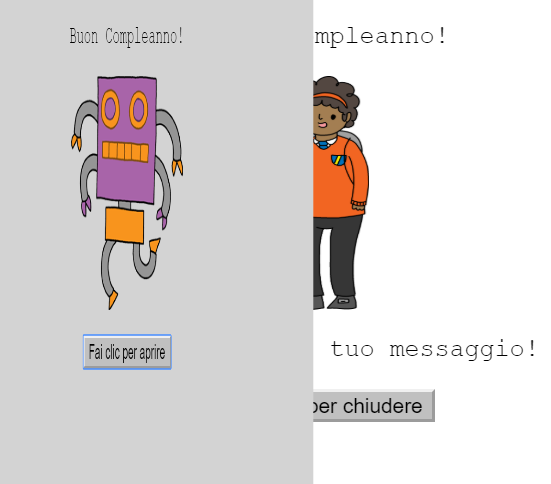 Buon Compleanno!
mpleanno!
tuo messaggio!
Fai clic per aprire
per chiudere